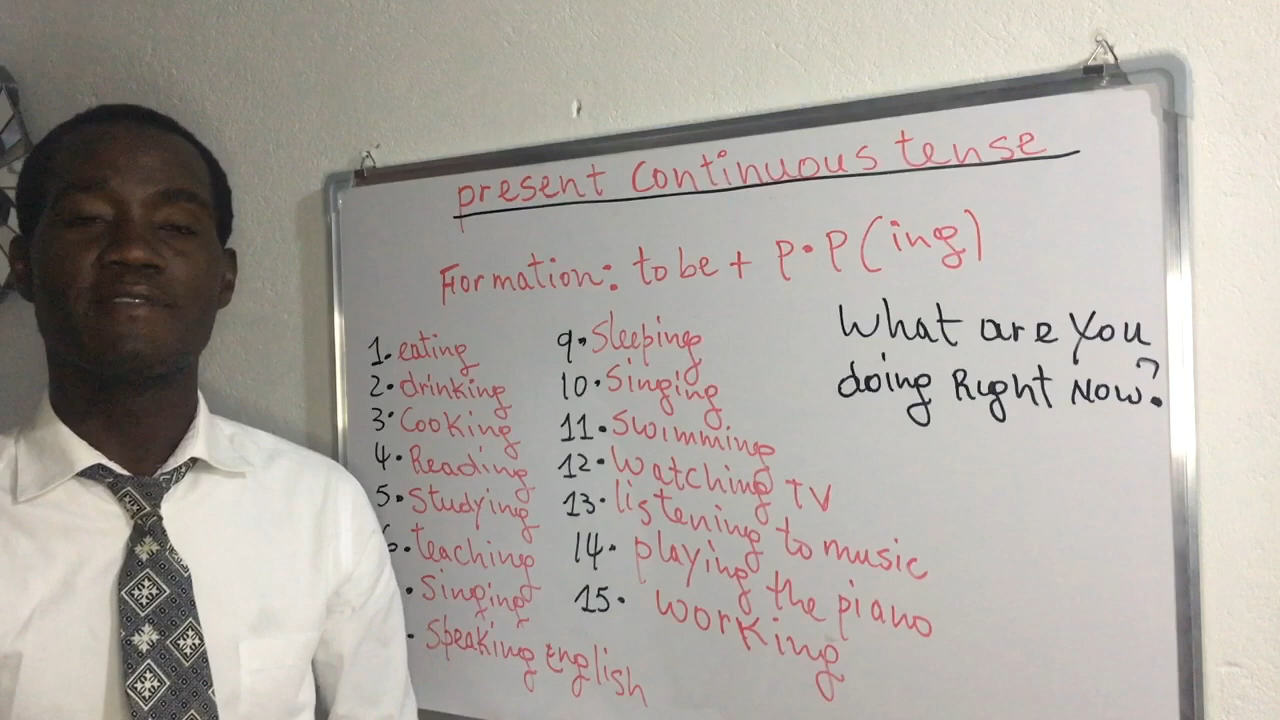 present continuous tense
Formation: to be + p.p (ing)
1. eating
2. drinking
3. Cooking
4. Reading
5. Studying
6. teaching
. Singing
. Speaking English
9. Sleeping
10. Singing
11. Swimming
12. Watching TV
13. listening to music
14. playing the piano
15. working
What are You
doing Right Now?